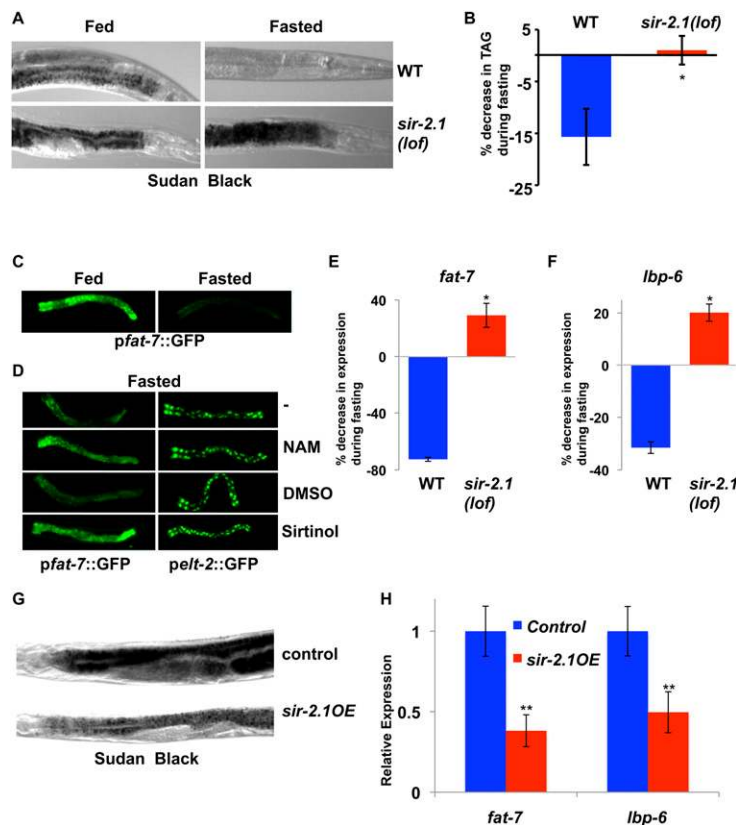 A
Fed
Fasted
WT
sir-2.1
(lof)
Sudan Black
B
WT
sir-2.1(lof)
% decrease in TAG
during fasting
5
-5
-15
-25
*
C
Fed
Fasted
pfat-7::GFP
D
Fasted
-
NAM
DMSO
Sirtinol
pfat-7::GFP
pelt-2::GFP
E
fat-7
% decrease in expression
during fasting
40
0
-40
-80
*
WT
sir-2.1
(lof)
F
lbp-6
% decrease in expression
during fasting
20
0
-20
-40
*
WT
sir-2.1
(lof)
G
control
sir-2.1OE
Sudan Black
H
Relative Expression
1
0.5
0
Control
sir-2.1OE
**
**
fat-7
lbp-6